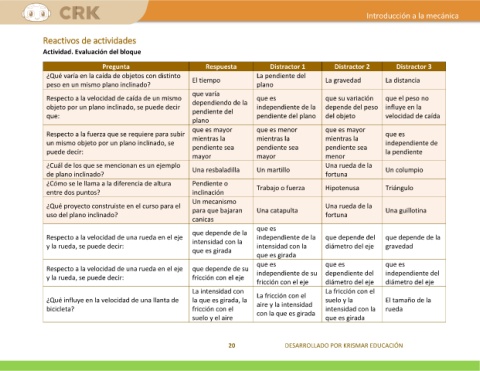 CRK
Introducción a la mecánica
Reactivos de actividades
Actividad. Evaluación del bloque
Pregunta Respuesta Distractor 1 Distractor 2 Distractor 3
¿Qué varía en la caída de objetos con distinto
peso en un mismo plano inclinado?
El tiempo
La pendiente del
plano
La gravedad
La distancia
Respecto a la velocidad de caída de un mismo
objeto por un plano inclinado, se puede decir
que:
que varía
dependiendo de la
pendiente del
plano
que es
independiente de la
pendiente del plano
que su variación
depende del peso
del objeto
que el peso no
influye en la
velocidad de caída
Respecto a la fuerza que se requiere para subir
un mismo objeto por un plano inclinado, se
puede decir:
que es mayor
mientras la
pendiente sea
mayor
que es menor
mientras la
pendiente sea
mayor
que es mayor
mientras la
pendiente sea
menor
que es
independiente de
la pendiente
¿Cuál de los que se mencionan es un ejemplo
de plano inclinado?
Una resbaladilla
Un martillo
Una rueda de la
fortuna
Un columpio
¿Cómo se le llama a la diferencia de altura
entre dos puntos?
Pendiente o
inclinación
Trabajo o fuerza
Hipotenusa
Triángulo
¿Qué proyecto construiste en el curso para el
uso del plano inclinado?
Un mecanismo
para que bajaran
canicas
Una catapulta
Una rueda de la
fortuna
Una guillotina
Respecto a la velocidad de una rueda en el eje
y la rueda, se puede decir:
que depende de la
intensidad con la
que es girada
que es
independiente de la
intensidad con la
que es girada
que depende del
diámetro del eje
que depende de la
gravedad
Respecto a la velocidad de una rueda en el eje
y la rueda, se puede decir:
que depende de su
fricción con el eje
que es
independiente de su
fricción con el eje
que es
dependiente del
diámetro del eje
que es
independiente del
diámetro del eje
¿Qué influye en la velocidad de una llanta de
bicicleta?
La intensidad con
la que es girada, la
fricción con el
suelo y el aire
La fricción con el
aire y la intensidad
con la que es girada
La fricción con el
suelo y la
intensidad con la
que es girada
El tamaño de la
rueda
20 DESARROLLADO POR KRISMAR EDUCACIÓN